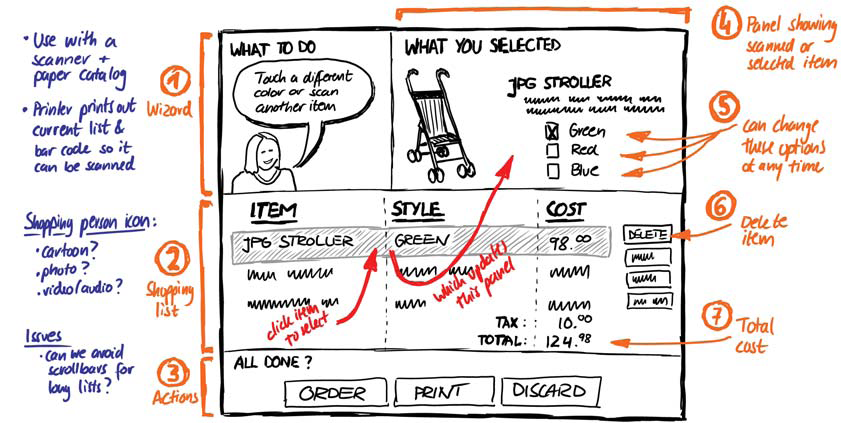 • Use with a
scanner +
paper catalog
• Printer prints out
current list &
bar code so it
can be scanned
Shopping person icon:
• cartoon?
• photo?
• video/audio?
Issues
• can we avoid
scrollbars for
long lists?
1
Wizard
2
Shopping
list
3
Actions
WHAT TO DO
Touch a different
color or scan
another item
WHAT YOU SELECTED
JPG STROLLER
X Green
Red
Blue
ITEM STYLE COST
JPG STROLLER GREEN 98.00
DELETE
click item
to select
which updates
this panel
TAX: 10.00
TOTAL: 124.98
ALL DONE?
ORDER PRINT DISCARD
4
Panel showing
scanned or
selected item
5
Can change
these options
at any time
6
Delete
item
7
Total
cost